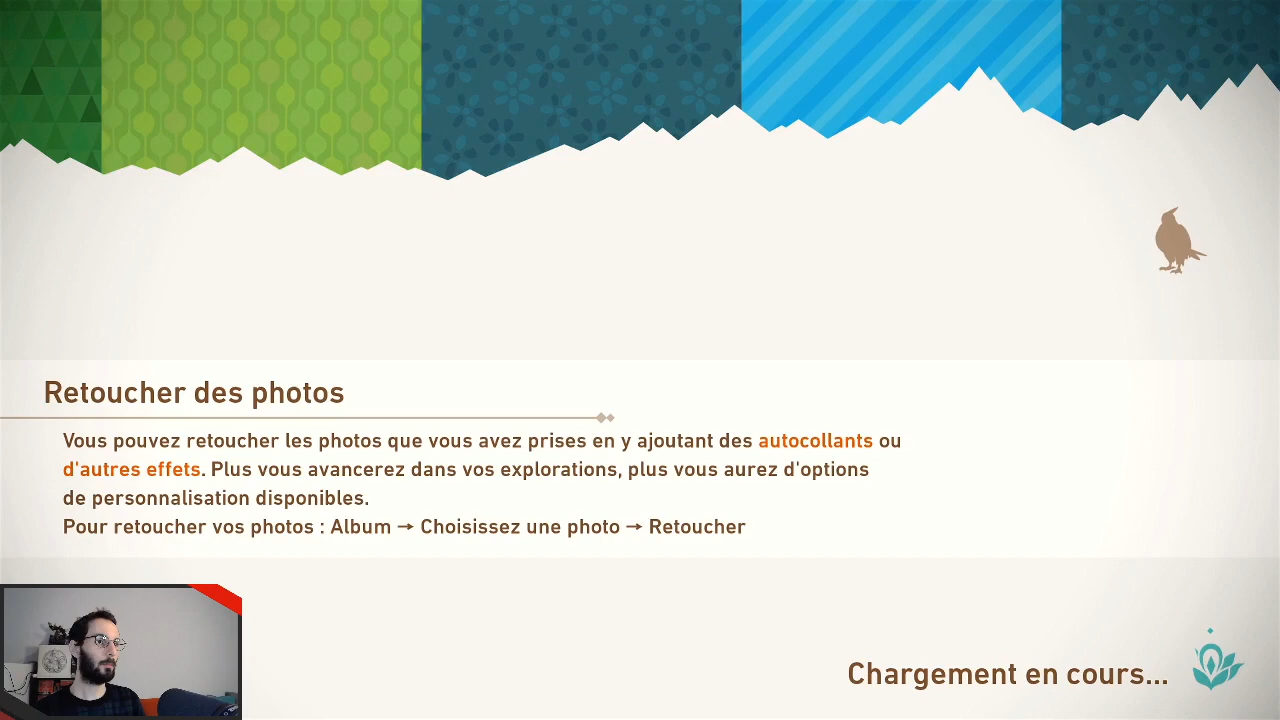 Retoucher des photos
Vous pouvez retoucher les photos que vous avez prises en y ajoutant des autocollants ou
d'autres effets. Plus vous avancerez dans vos explorations, plus vous aurez d'options
de personnalisation disponibles.
Pour retoucher vos photos : Album → Choisissez une photo → Retoucher
Chargement en cours...